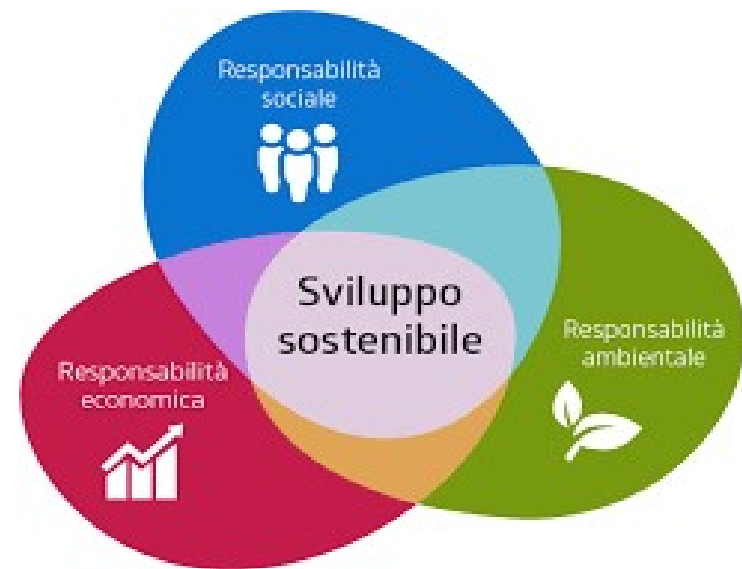 Responsabilità
sociale
Sviluppo
sostenibile
Responsabilità
ambientale
Responsabilità
economica